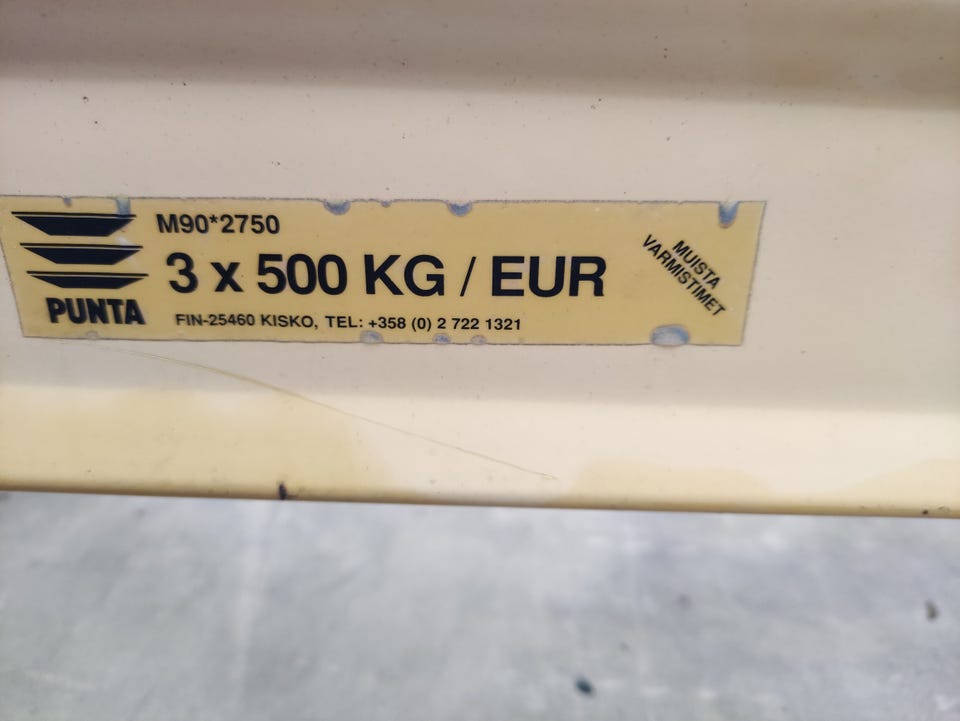 M90*2750
3 x 500 KG / EUR
PUNTA
FIN-25460 KISKO, TEL: +358 (0) 2 722 1321
MUISTA
VARMISTIMET